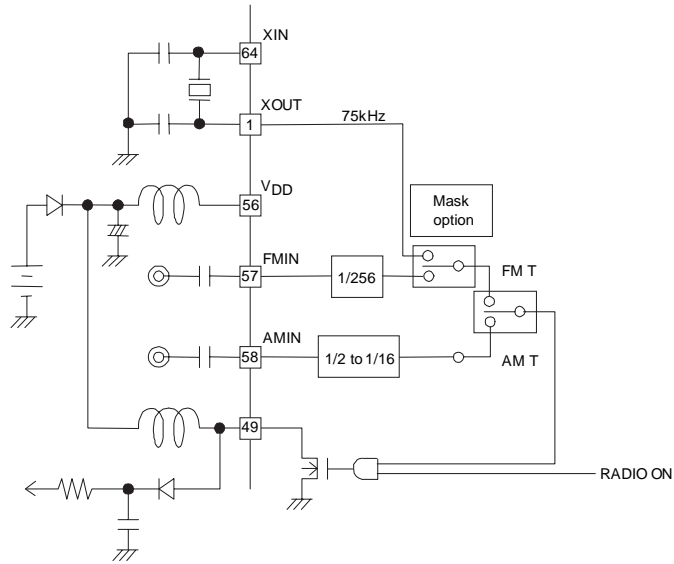 XIN
64
XOUT
1
75kHz
VDD
56
Mask
option
FMIN
57
1/256
FM T
AMIN
58
1/2 to 1/16
AM T
49
RADIO ON